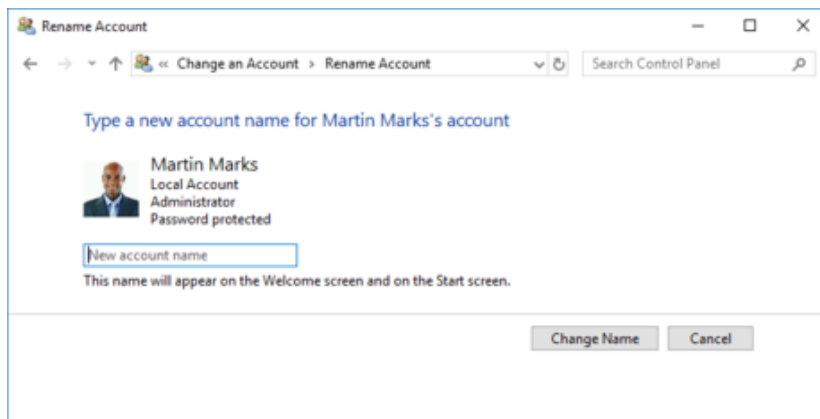 Rename Account
« Change an Account › Rename Account
Search Control Panel
Type a new account name for Martin Marks's account
Martin Marks
Local Account
Administrator
Password protected
New account name
This name will appear on the Welcome screen and on the Start screen.
Change Name
Cancel